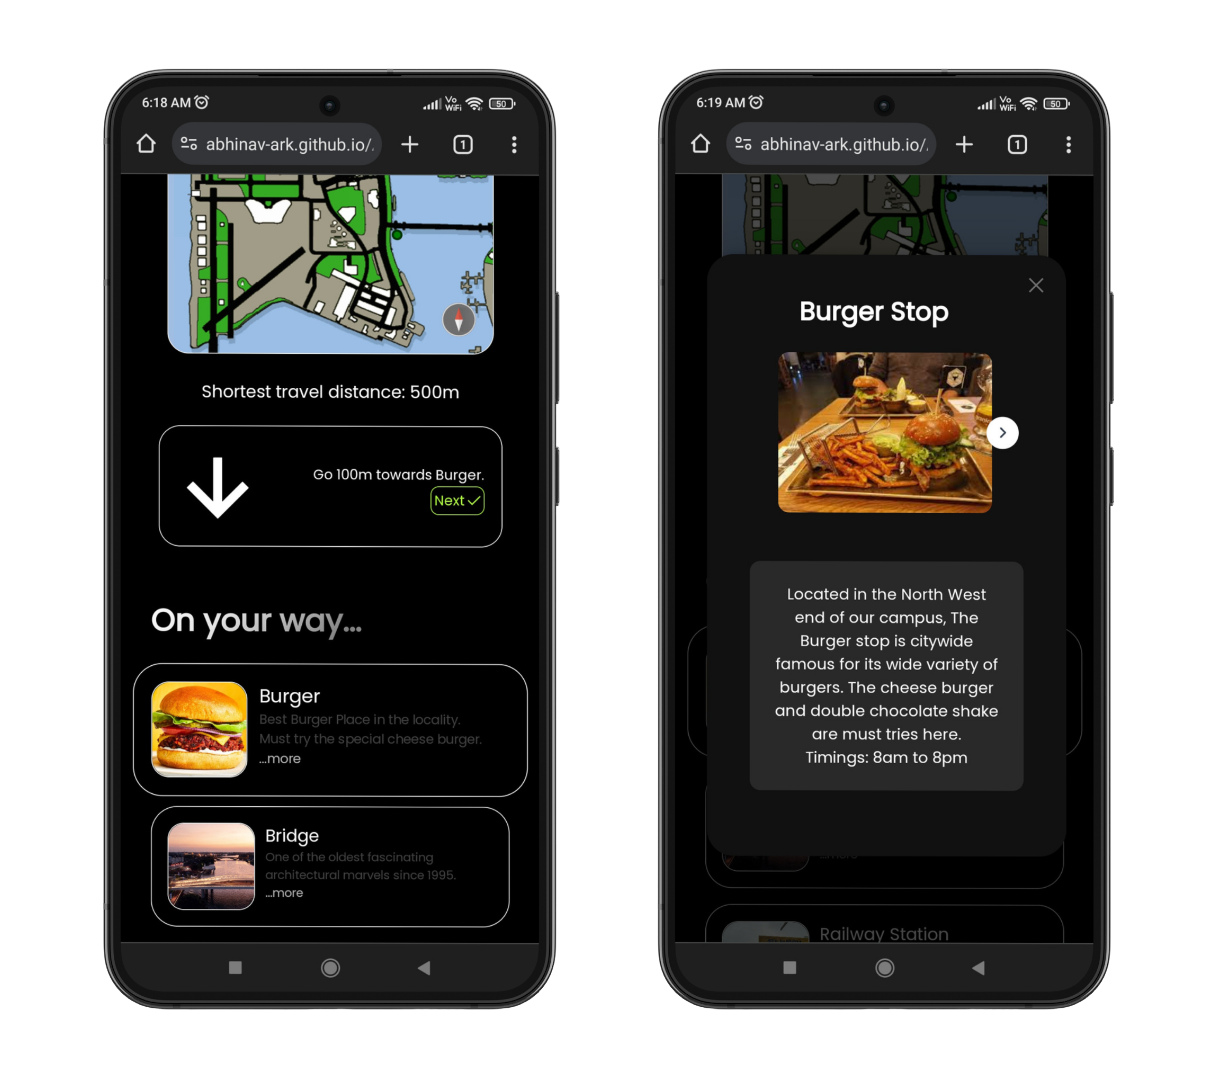 6:18 AM
Vo
WiFi
50
abhinav-ark.github.io/.
1
Shortest travel distance: 500m
Go 100m towards Burger.
Next
On your way...
Burger
Best Burger Place in the locality.
Must try the special cheese burger.
...more
Bridge
One of the oldest fascinating
architectural marvels since 1995.
...more
6:19 AM
Vo
WiFi
50
abhinav-ark.github.io/.
1
Burger Stop
Located in the North West
end of our campus, The
Burger stop is citywide
famous for its wide variety of
burgers. The cheese burger
and double chocolate shake
are must tries here.
Timings: 8am to 8pm
Railway Station